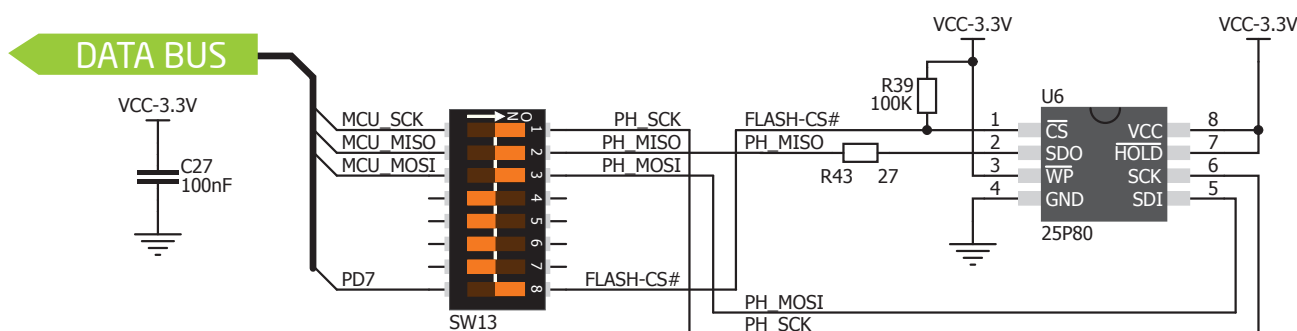 DATA BUS
VCC-3.3V
C27
100nF
MCU_SCK
MCU_MISO
MCU_MOSI
PD7
ON
1
2
3
4
5
6
7
8
SW13
PH_SCK
PH_MISO
PH_MOSI
FLASH-CS#
VCC-3.3V
R39
100K
FLASH-CS#
PH_MISO
R43 27
PH_MOSI
PH_SCK
VCC-3.3V
U6
1 CS VCC 8
2 SDO HOLD 7
3 WP SCK 6
4 GND SDI 5
25P80